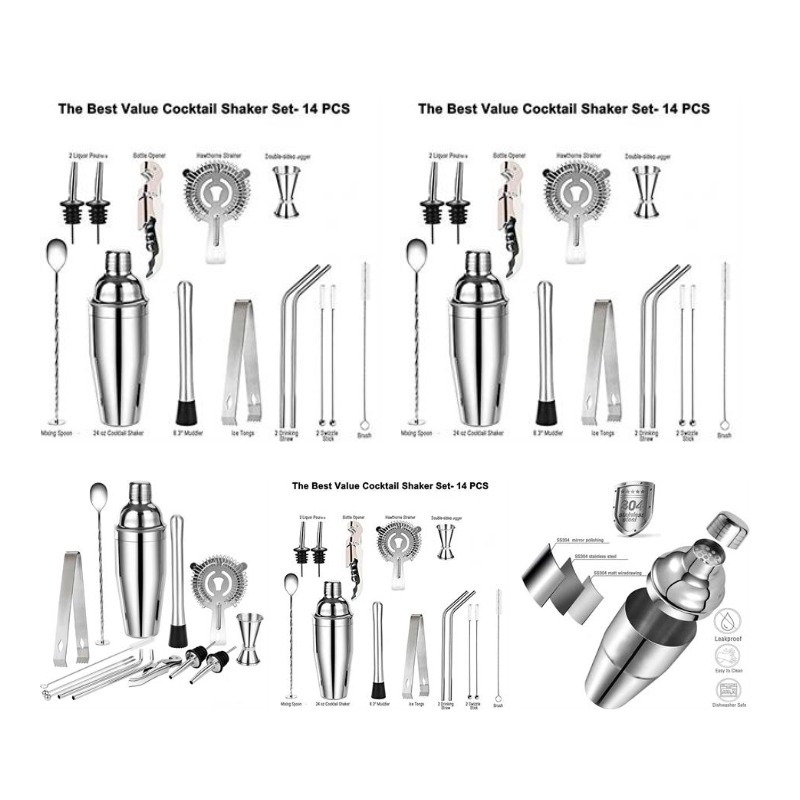 The Best Value Cocktail Shaker Set- 14 PCS
2 Liquor Pourers
Bottle Opener
Hawthorne Strainer
Double-sided Jigger
Mixing Spoon
24 oz Cocktail Shaker
8.3" Muddler
Ice Tongs
2 Drinking
Straw
2 Swizzle
Stick
Brush
The Best Value Cocktail Shaker Set- 14 PCS
2 Liquor Pourers
Bottle Opener
Hawthorne Strainer
Double-sided Jigger
Mixing Spoon
24 oz Cocktail Shaker
8.3" Muddler
Ice Tongs
2 Drinking
Straw
2 Swizzle
Stick
Brush
The Best Value Cocktail Shaker Set- 14 PCS
2 Liquor Pourers
Bottle Opener
Hawthorne Strainer
Double-sided Jigger
Mixing Spoon
24 oz Cocktail Shaker
8.3" Muddler
Ice Tongs
2 Drinking
Straw
2 Swizzle
Stick
Brush
304
stainless
steel
SS304 mirror polishing
SS304 stainless steel
SS304 matt wiredrawing
Leakproof
Easy to Clean
Dishwasher Safe